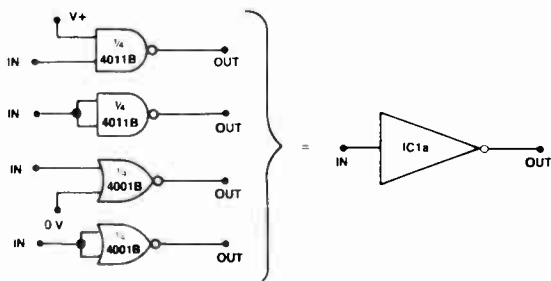 V+
¼
4011B
IN
OUT
¼
4011B
IN
OUT
IN
¼
4001B
OUT
0 V
IN
¼
4001B
OUT
=
IN
IC1a
OUT